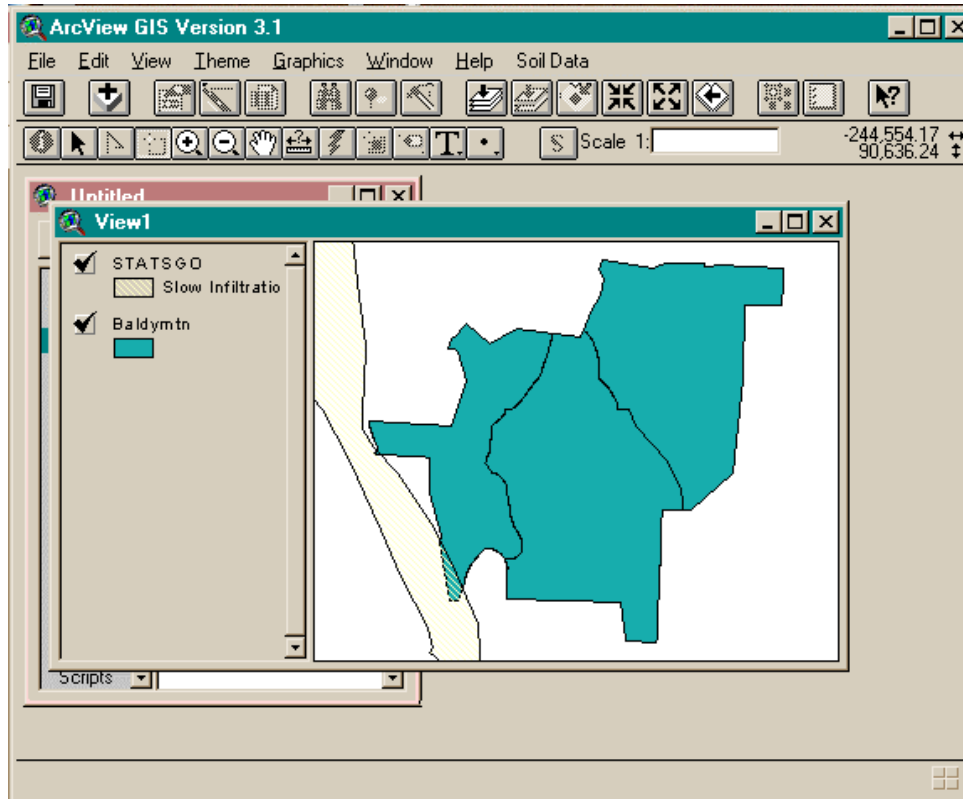 ArcView GIS Version 3.1
File Edit View Theme Graphics Window Help Soil Data
S Scale 1: -244,554.17
90,636.24
Untitled
View1
STATSGO
Slow Infiltratio
Baldymtn
Scripts